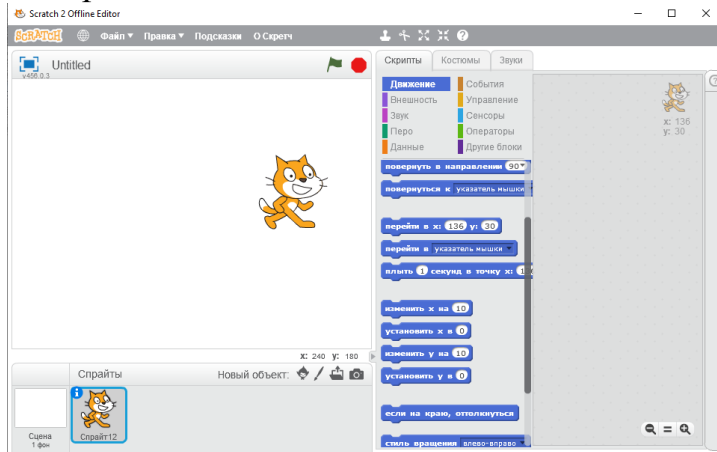 Scratch 2 Offline Editor
SCRATCH Файл Правка Подсказки О Скретч
Untitled
v456.0.3
Скрипты Костюмы Звуки
Движение События
Внешность Управление
Звук Сенсоры
Перо Операторы
Данные Другие блоки
x: 136
y: 30
повернуть в направлении 90
повернуться к указатель мышки
перейти в x: 136 y: 30
перейти в указатель мышки
плыть 1 секунд в точку x:
изменить x на 10
установить x в 0
изменить y на 10
установить y в 0
если на краю, оттолкнуться
стиль вращения влево-вправо
X: 240 y: 180
Спрайты Новый объект:
Сцена
1 фон
Спрайт12